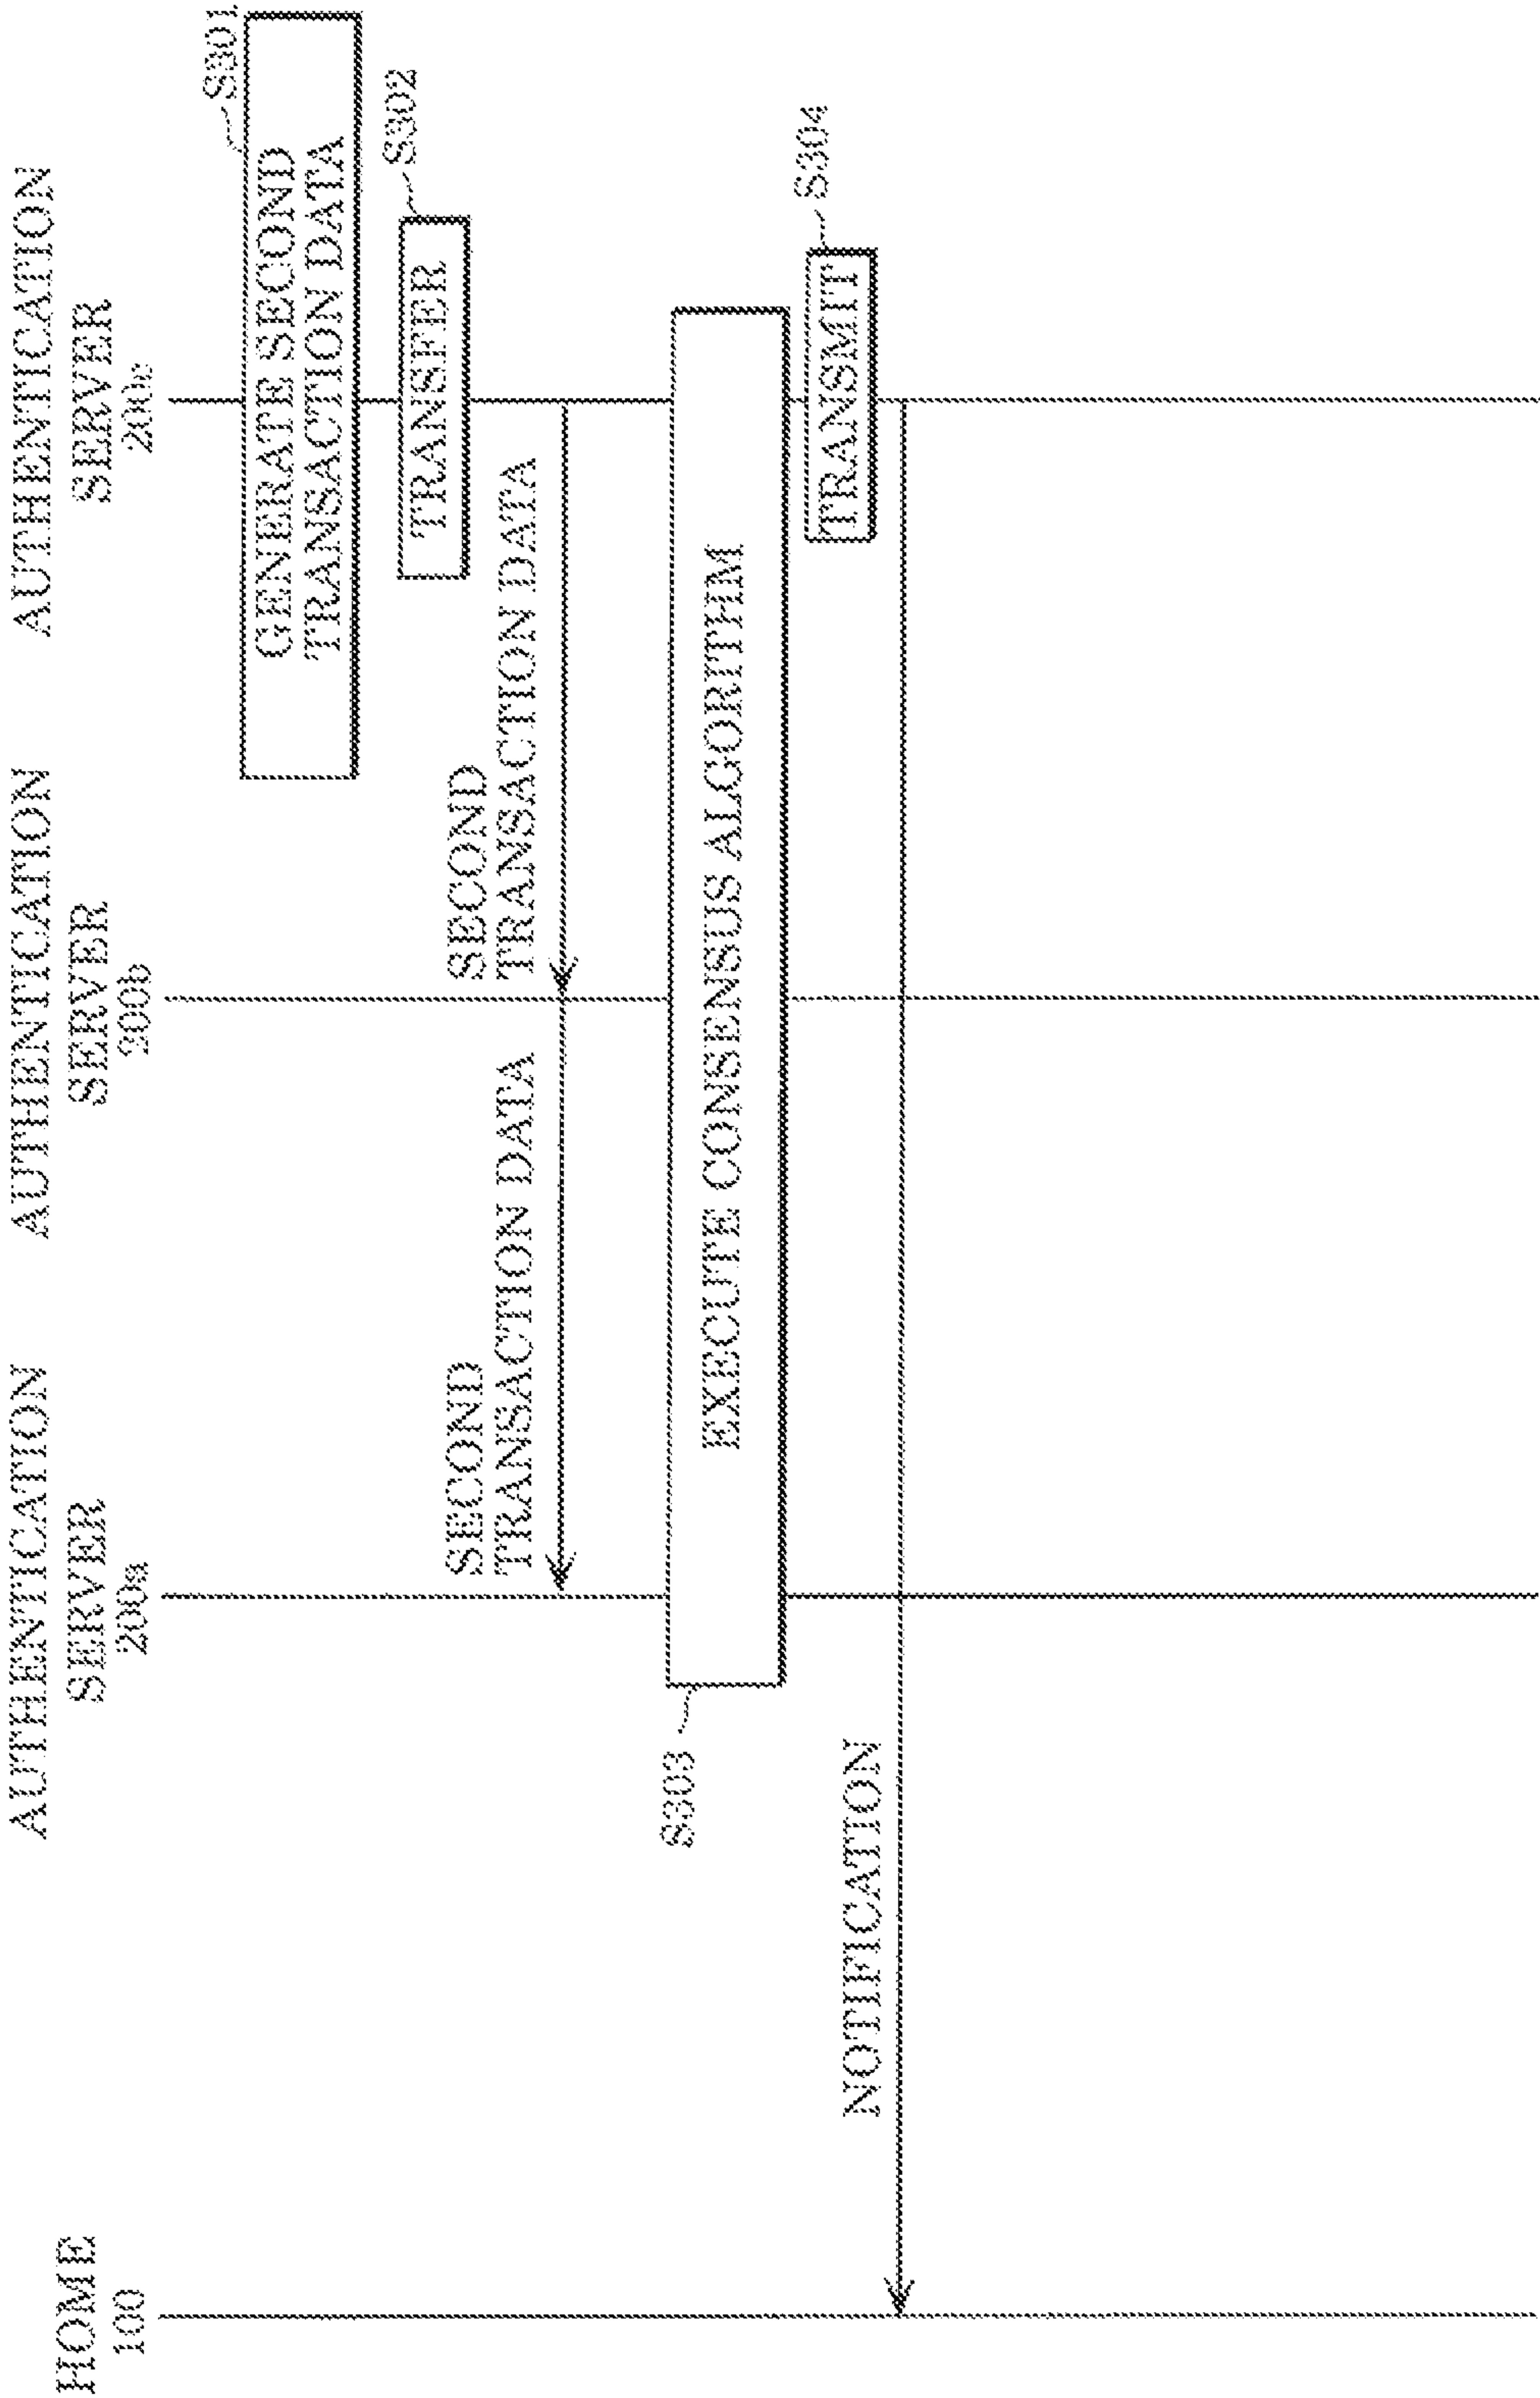 HOME
100
AUTHENTICATION
SERVER
200a
AUTHENTICATION
SERVER
200b
AUTHENTICATION
SERVER
200c
S301
GENERATE SECOND
TRANSACTION DATA
S302
TRANSFER
SECOND
TRANSACTION DATA
SECOND
TRANSACTION DATA
S303
EXECUTE CONSENSUS ALGORITHM
S304
TRANSMIT
NOTIFICATION